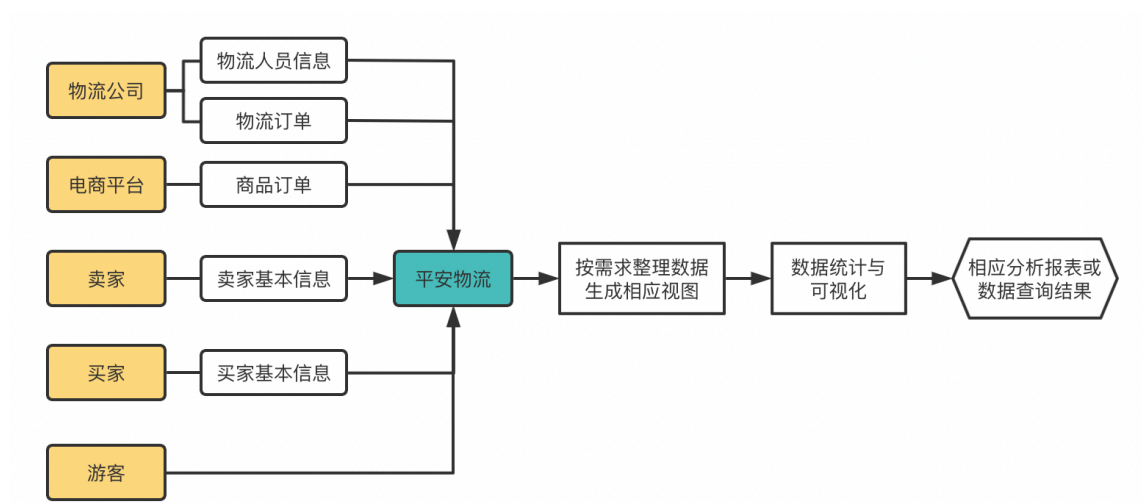 物流公司
物流人员信息
物流订单
电商平台
商品订单
卖家
卖家基本信息
平安物流
按需求整理数据
生成相应视图
数据统计与
可视化
相应分析报表或
数据查询结果
买家
买家基本信息
游客